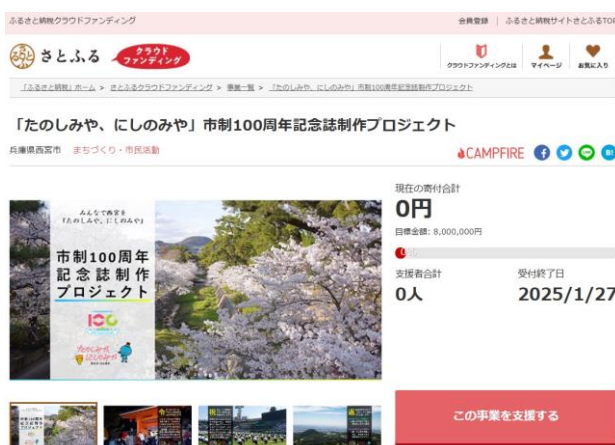 ふるさと納税クラウドファンディング
会員登録 | ふるさと納税サイトさとふるTOP
さとふる
クラウド
ファンディング
クラウドファンディングとは
マイページ
お気に入り
「ふるさと納税」ホーム > さとふるクラウドファンディング > 事業一覧 > 「たのしみや、にしのみや」市制100周年記念誌制作プロジェクト
「たのしみや、にしのみや」市制100周年記念誌制作プロジェクト
兵庫県西宮市 まちづくり・市民活動
CAMPFIRE
みんなで西宮を
『たのしみや、にしのみや』
市制100周年
記念誌制作
プロジェクト
100
たのしみや、
にしのみや
現在の寄付合計
0円
目標金額: 8,000,000円
支援者合計
0人
受付終了日
2025/1/27
この事業を支援する